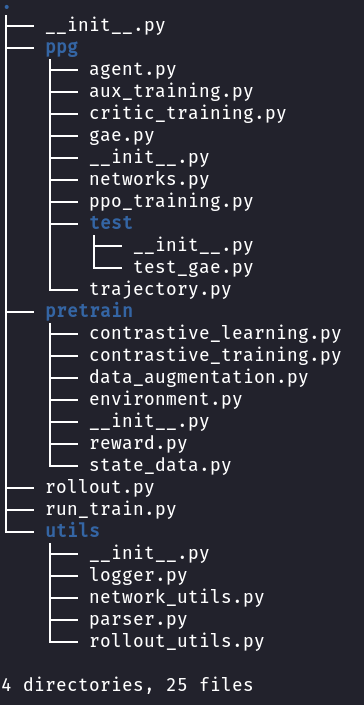 .
├── __init__.py
├── ppg
│   ├── agent.py
│   ├── aux_training.py
│   ├── critic_training.py
│   ├── gae.py
│   ├── __init__.py
│   ├── networks.py
│   ├── ppo_training.py
│   ├── test
│   │   ├── __init__.py
│   │   └── test_gae.py
│   └── trajectory.py
├── pretrain
│   ├── contrastive_learning.py
│   ├── contrastive_training.py
│   ├── data_augmentation.py
│   ├── environment.py
│   ├── __init__.py
│   ├── reward.py
│   └── state_data.py
├── rollout.py
├── run_train.py
└── utils
    ├── __init__.py
    ├── logger.py
    ├── network_utils.py
    ├── parser.py
    └── rollout_utils.py
4 directories, 25 files